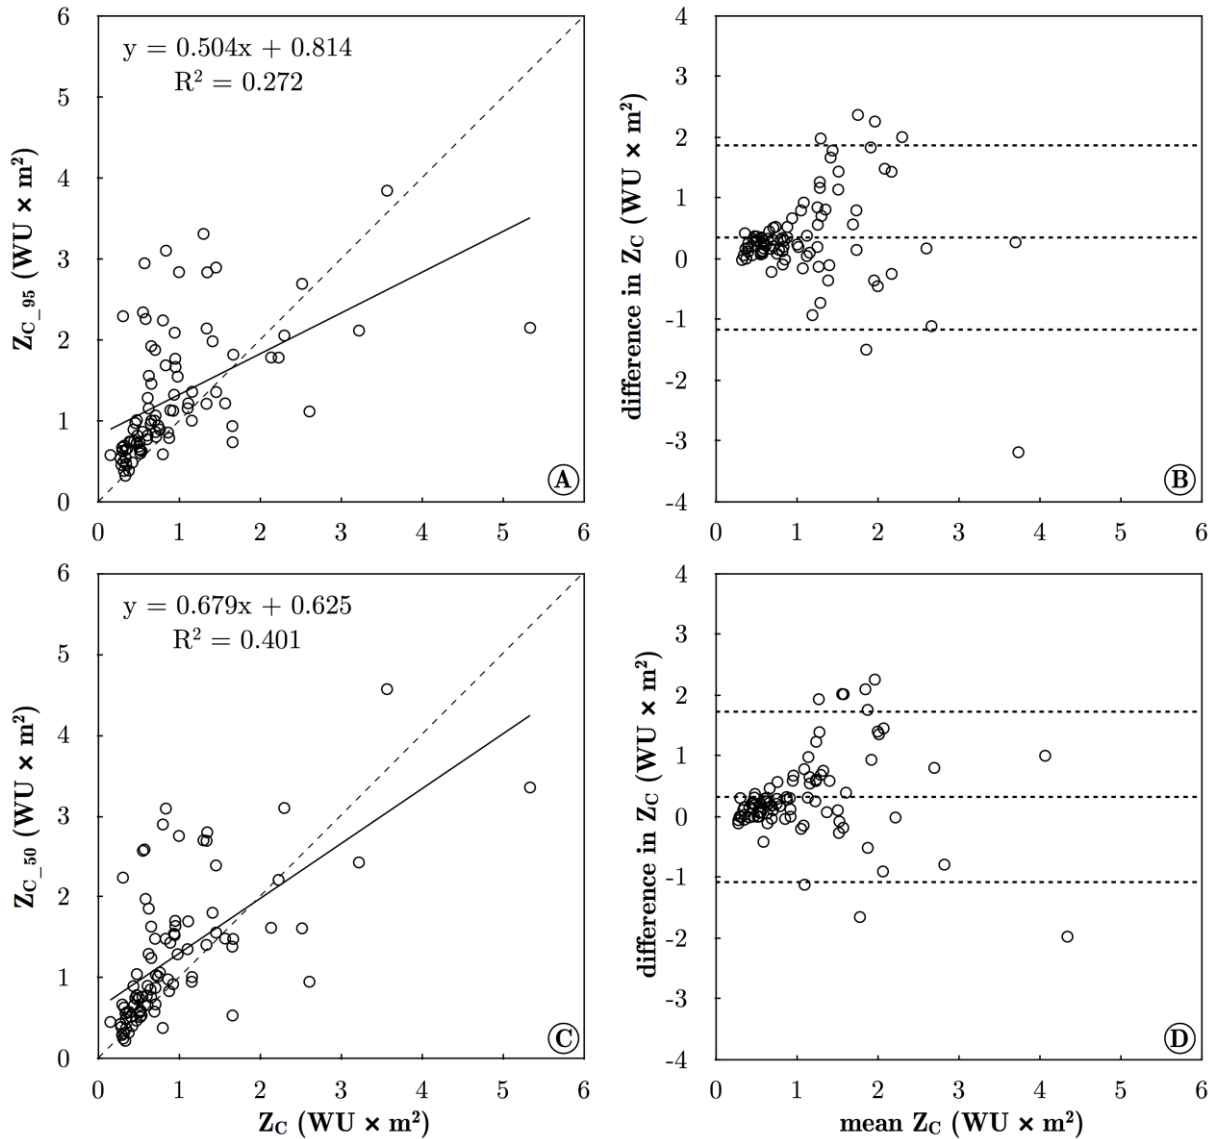 y = 0.504x + 0.814
R² = 0.272
Z_C_95 (WU × m²)
6
5
4
3
2
1
0
0 1 2 3 4 5 6
A
difference in Z_C (WU × m²)
4
3
2
1
0
-1
-2
-3
-4
0 1 2 3 4 5 6
B
y = 0.679x + 0.625
R² = 0.401
Z_C_50 (WU × m²)
6
5
4
3
2
1
0
0 1 2 3 4 5 6
Z_C (WU × m²)
C
difference in Z_C (WU × m²)
4
3
2
1
0
-1
-2
-3
-4
0 1 2 3 4 5 6
mean Z_C (WU × m²)
D